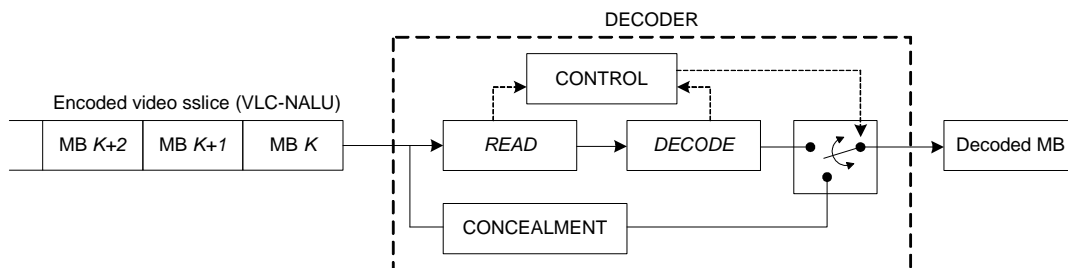 DECODER
CONTROL
Encoded video sslice (VLC-NALU)
MB K+2 MB K+1 MB K READ DECODE Decoded MB
CONCEALMENT